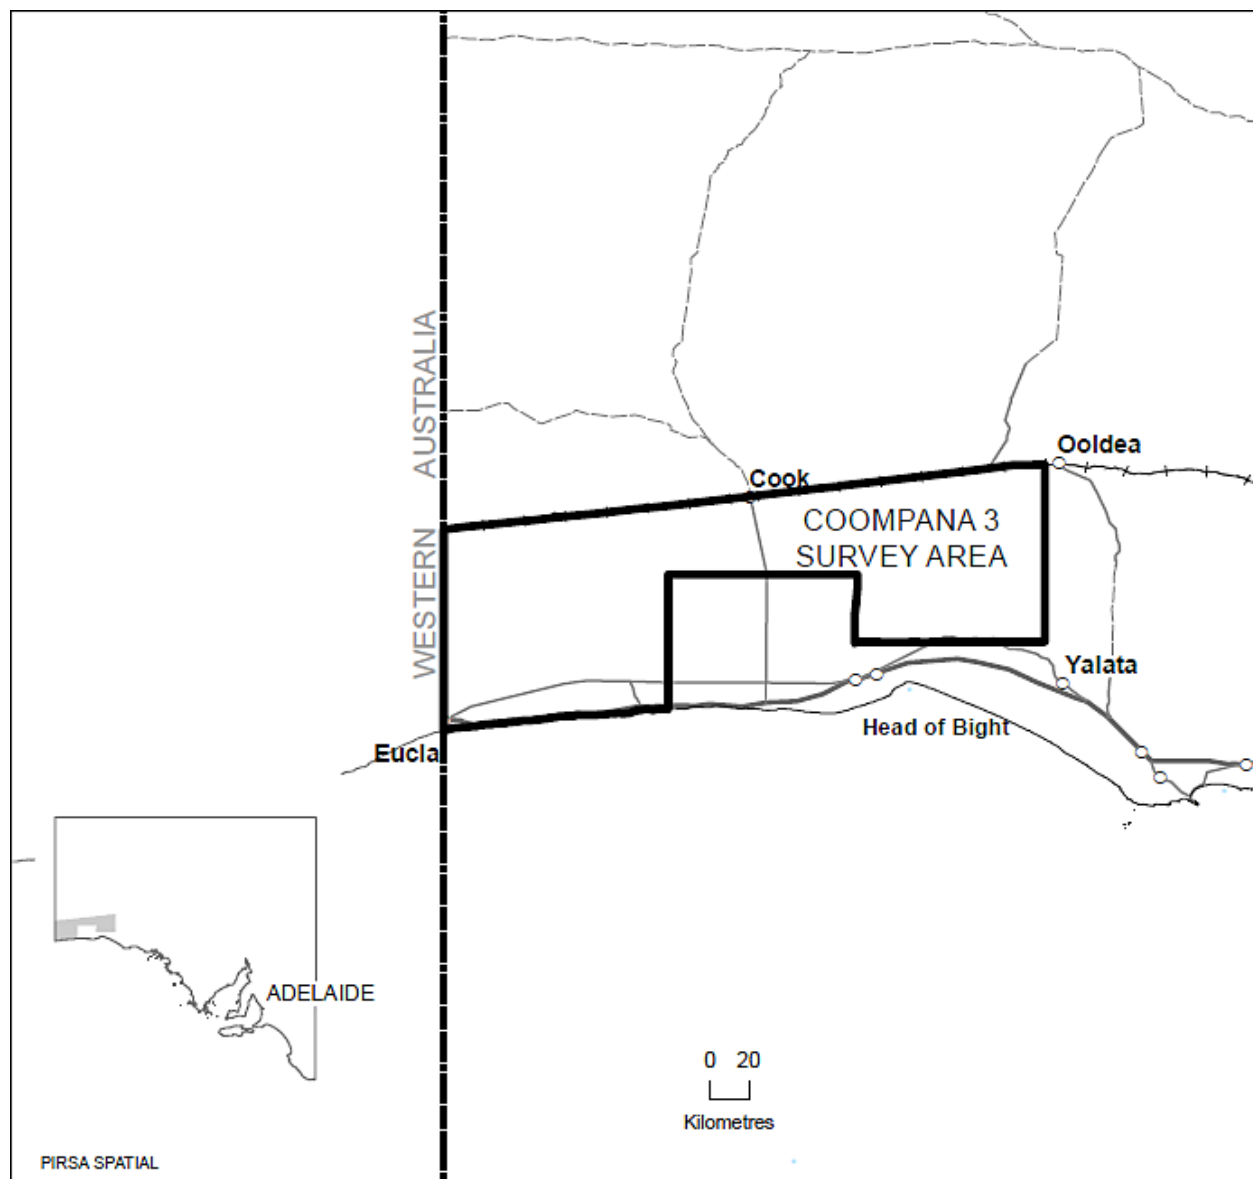 WESTERN AUSTRALIA
Ooldea
Cook
COOMPANA 3
SURVEY AREA
Yalata
Head of Bight
Eucla
ADELAIDE
0 20
Kilometres
PIRSA SPATIAL